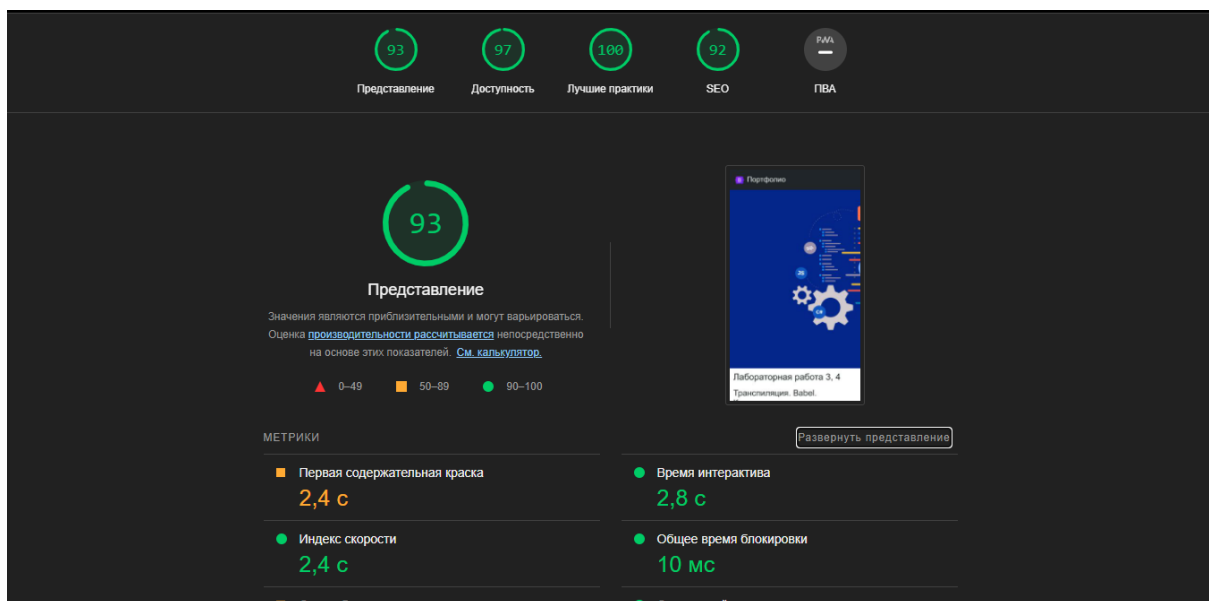 93
97
100
92
PWA
Представление
Доступность
Лучшие практики
SEO
ПВА
93
Представление
Значения являются приблизительными и могут варьироваться.
Оценка производительности рассчитывается непосредственно
на основе этих показателей. См. калькулятор.
0–49
50–89
90–100
Портфолио
Лабораторная работа 3, 4
Транспиляция. Babel.
МЕТРИКИ
Развернуть представление
Первая содержательная краска
2,4 с
Время интерактива
2,8 с
Индекс скорости
2,4 с
Общее время блокировки
10 мс